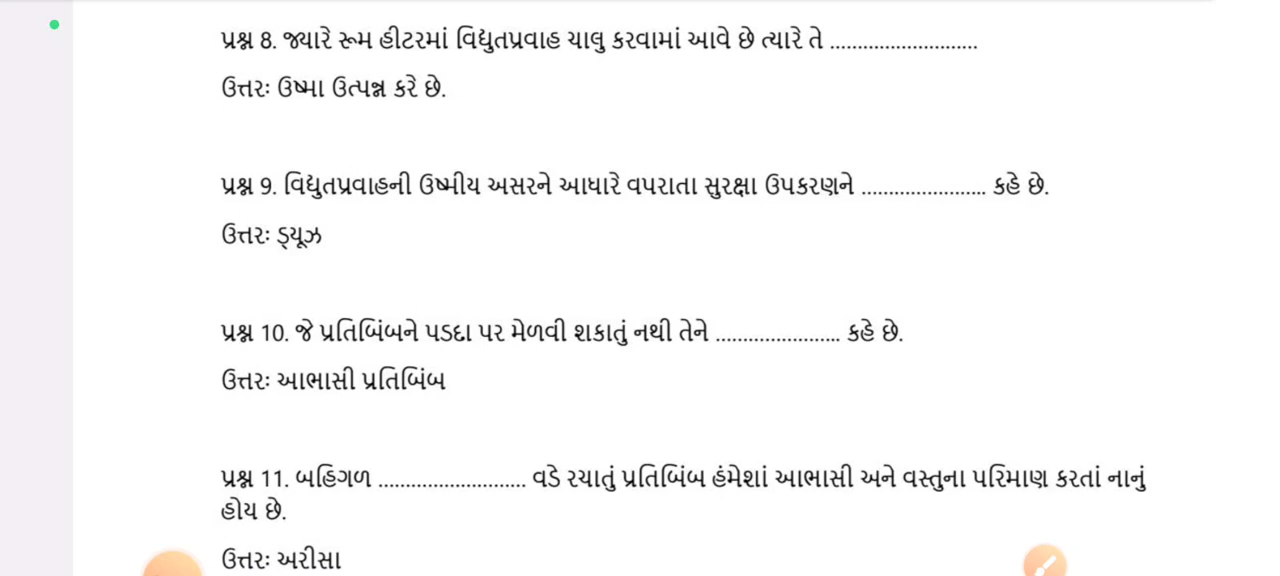 પ્રશ્ન 8. જ્યારે રૂમ હીટરમાં વિદ્યુતપ્રવાહ ચાલુ કરવામાં આવે છે ત્યારે તે ...........................
ઉત્તરઃ ઉષ્મા ઉત્પન્ન કરે છે.
પ્રશ્ન 9. વિદ્યુતપ્રવાહની ઉષ્મીય અસરને આધારે વપરાતા સુરક્ષા ઉપકરણને ....................... કહે છે.
ઉત્તરઃ ડ્યૂઝ
પ્રશ્ન 10. જે પ્રતિબિંબને પડદા પર મેળવી શકાતું નથી તેને ....................... કહે છે.
ઉત્તરઃ આભાસી પ્રતિબિંબ
પ્રશ્ન 11. બહિગળ ........................... વડે રચાતું પ્રતિબિંબ હંમેશાં આભાસી અને વસ્તુના પરિમાણ કરતાં નાનું
હોય છે.
ઉત્તરઃ અરીસા